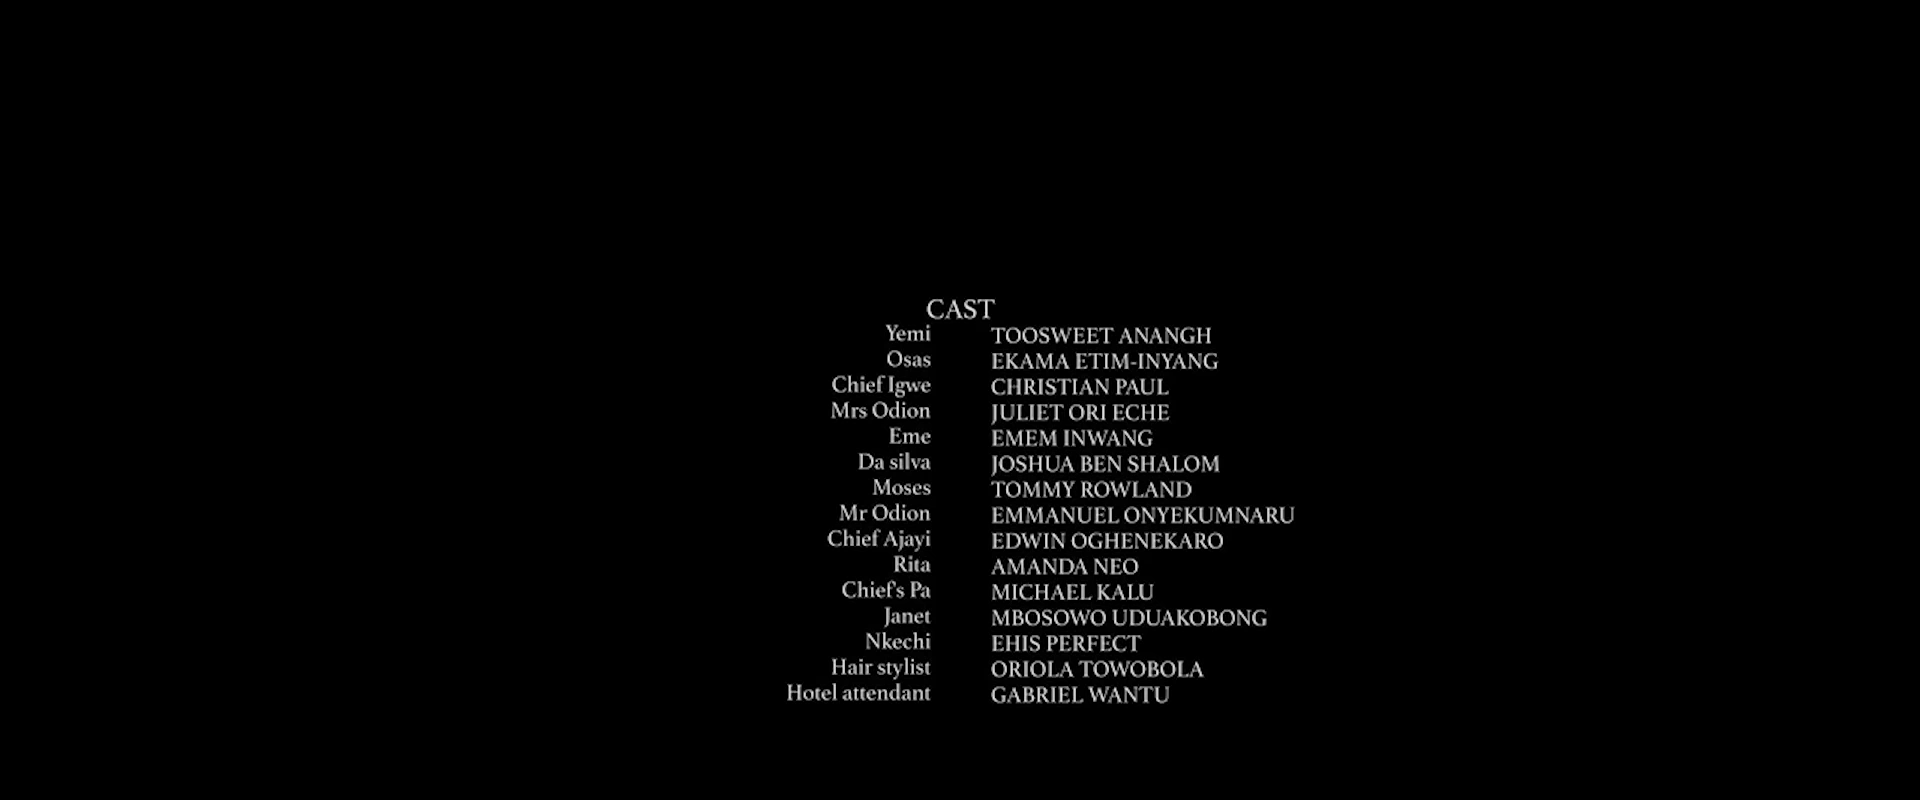 CAST
Yemi TOOSWEET ANANGH
Osas EKAMA ETIM-INYANG
Chief Igwe CHRISTIAN PAUL
Mrs Odion JULIET ORI ECHE
Eme EMEM INWANG
Da silva JOSHUA BEN SHALOM
Moses TOMMY ROWLAND
Mr Odion EMMANUEL ONYEKUMNARU
Chief Ajayi EDWIN OGHENEKARO
Rita AMANDA NEO
Chief's Pa MICHAEL KALU
Janet MBOSOWO UDUAKOBONG
Nkechi EHIS PERFECT
Hair stylist ORIOLA TOWOBOLA
Hotel attendant GABRIEL WANTU